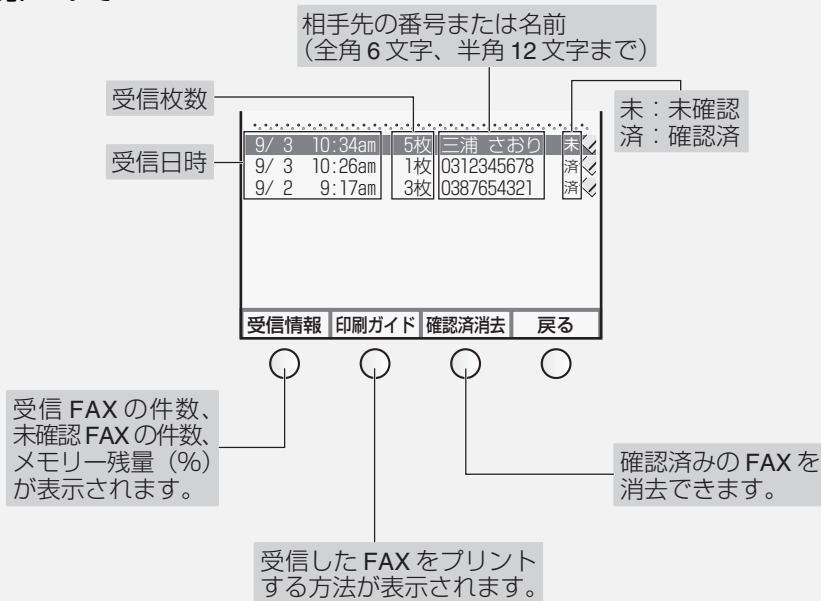 相手先の番号または名前
（全角 6 文字、半角 12 文字まで）
受信枚数
未：未確認
済：確認済
受信日時
9/ 3 10:34am 5枚 三浦 さおり 未
9/ 3 10:26am 1枚 0312345678 済
9/ 2 9:17am 3枚 0387654321 済
受信情報 印刷ガイド 確認済消去 戻る
受信 FAX の件数、
未確認 FAX の件数、
メモリー残量（%）
が表示されます。
確認済みの FAX を
消去できます。
受信した FAX をプリント
する方法が表示されます。